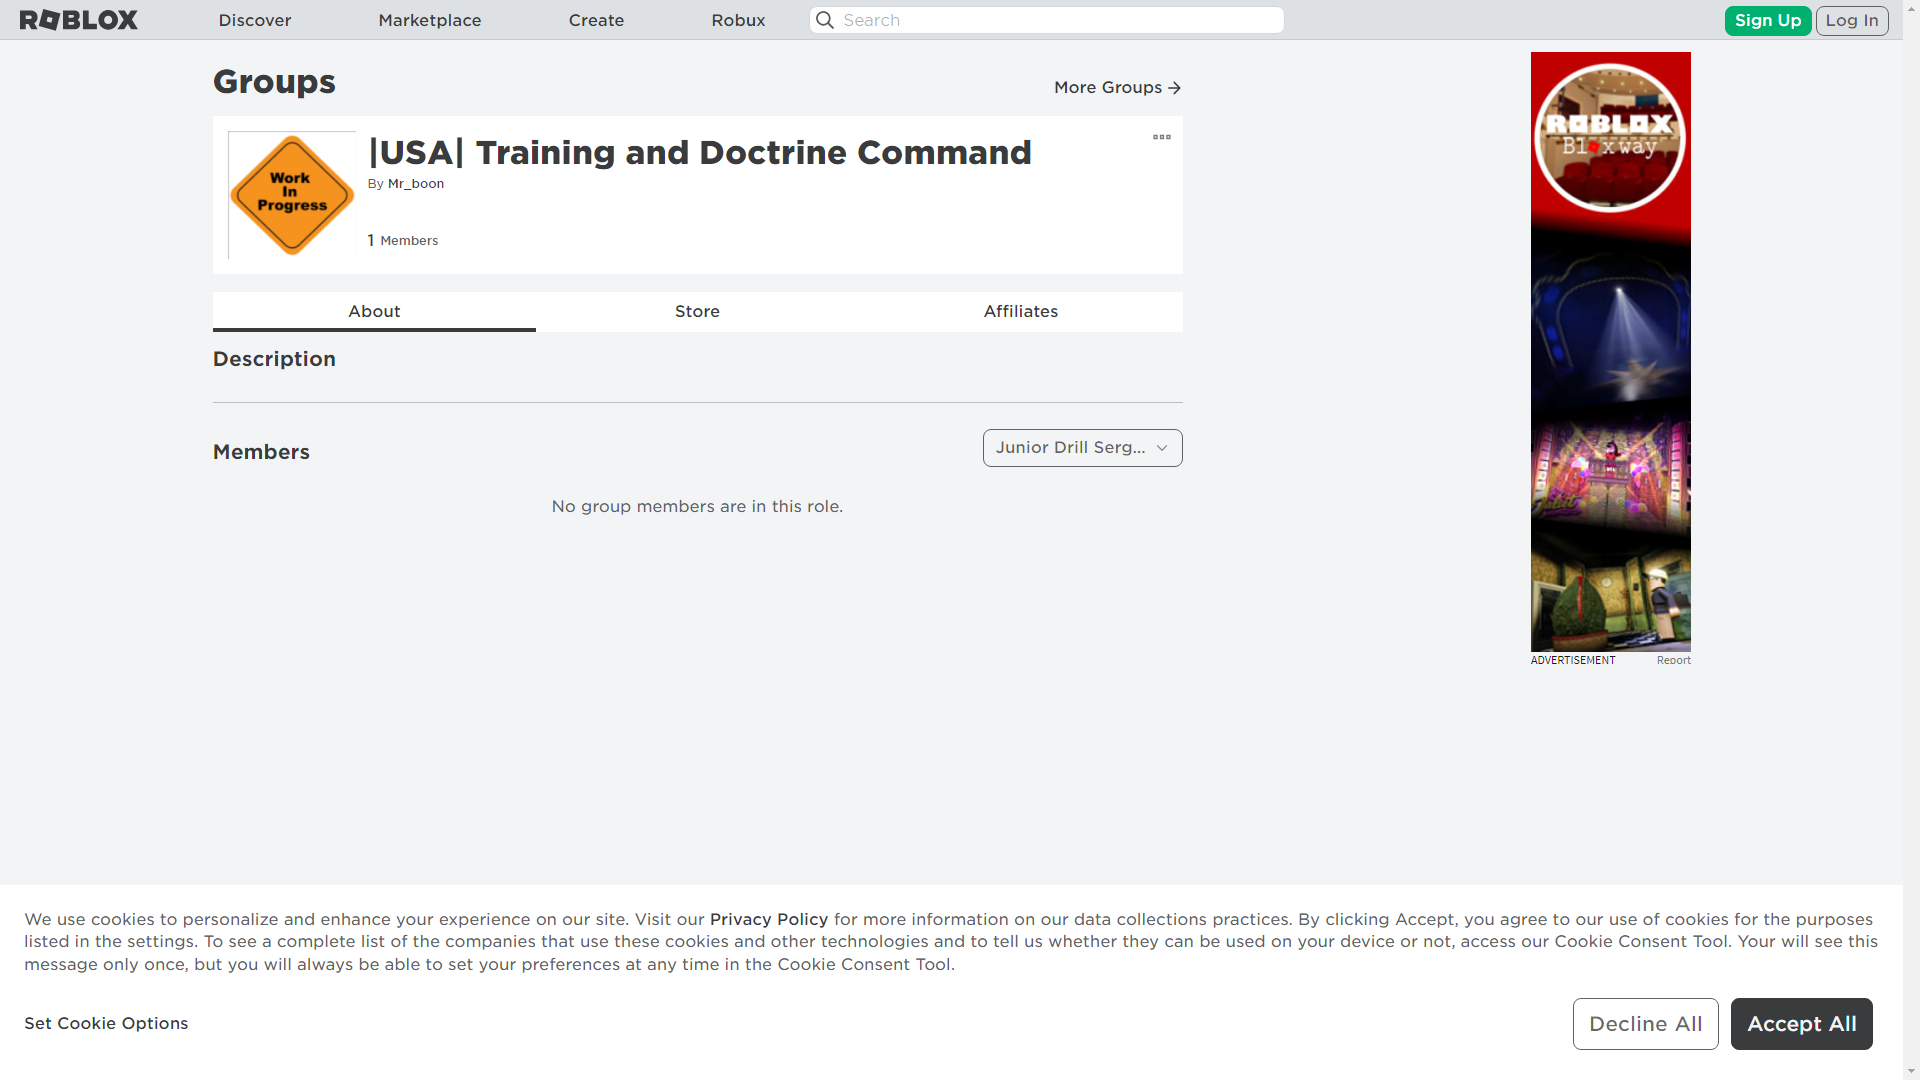 ROBLOX
Discover
Marketplace
Create
Robux
Search
Sign Up
Log In
Groups
More Groups
Work
In
Progress
|USA| Training and Doctrine Command
By Mr_boon
1 Members
About
Store
Affiliates
Description
Members
Junior Drill Serg...
No group members are in this role.
ROBLOX
Bloxway
ADVERTISEMENT
Report
We use cookies to personalize and enhance your experience on our site. Visit our Privacy Policy for more information on our data collections practices. By clicking Accept, you agree to our use of cookies for the purposes
listed in the settings. To see a complete list of the companies that use these cookies and other technologies and to tell us whether they can be used on your device or not, access our Cookie Consent Tool. Your will see this
message only once, but you will always be able to set your preferences at any time in the Cookie Consent Tool.
Set Cookie Options
Decline All
Accept All